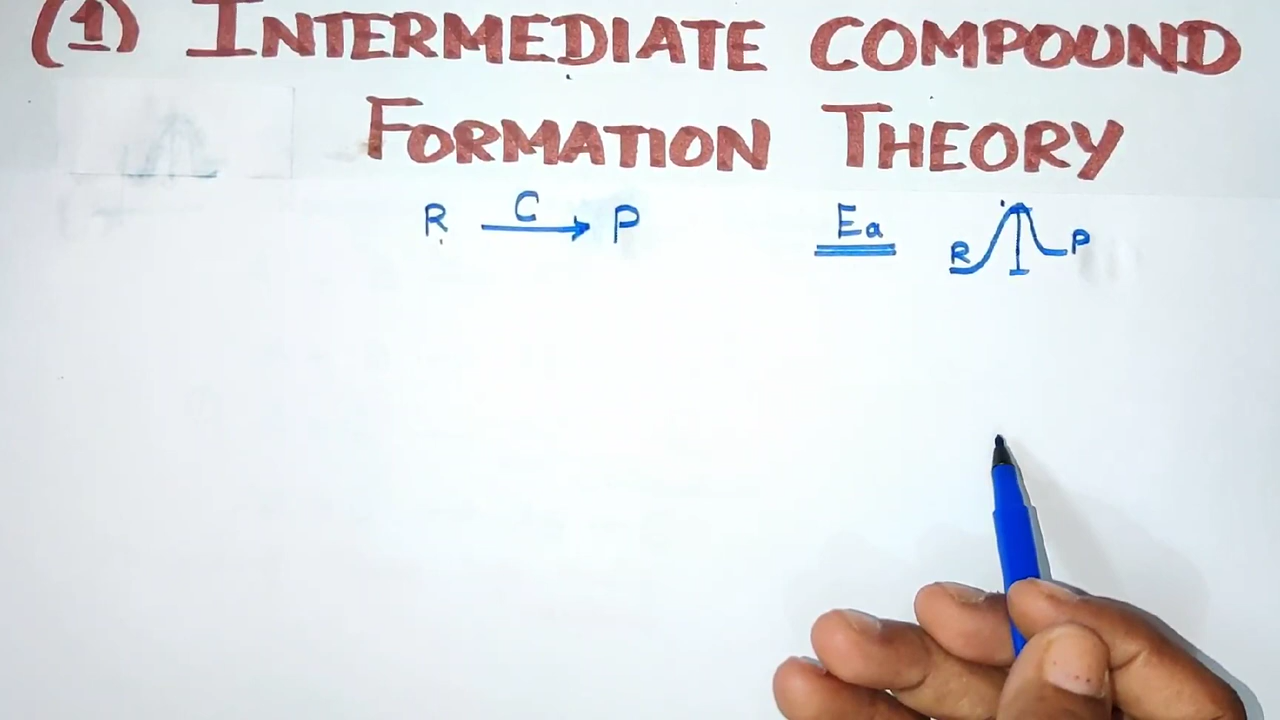 (1) INTERMEDIATE COMPOUND
FORMATION THEORY
R C → P Ea R P